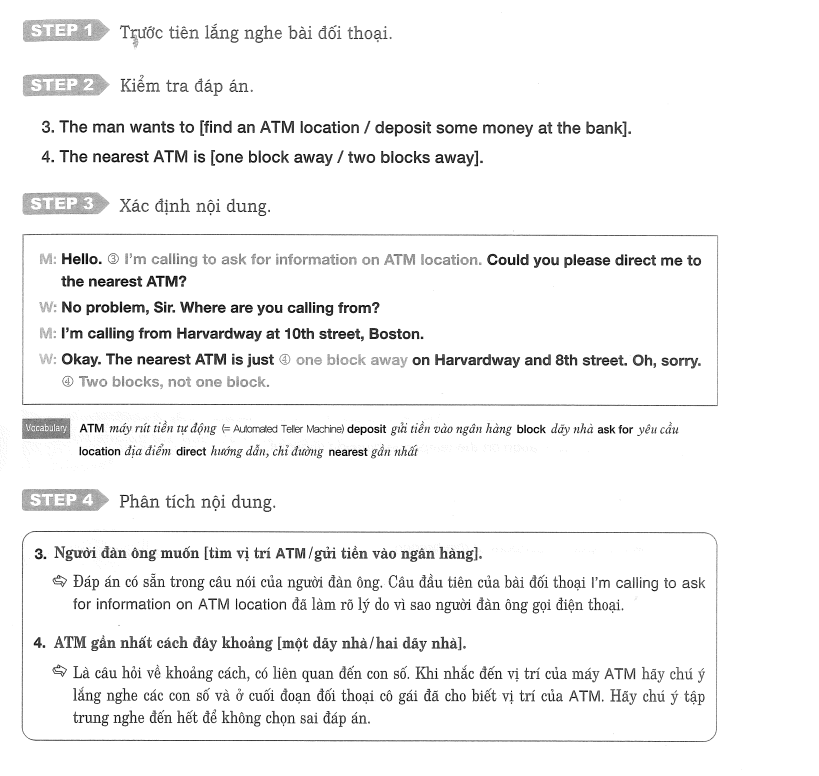 STEP 1 Trước tiên lắng nghe bài đối thoại.
STEP 2 Kiểm tra đáp án.
3. The man wants to [find an ATM location / deposit some money at the bank].
4. The nearest ATM is [one block away / two blocks away].
STEP 3 Xác định nội dung.
M: Hello. ③ I'm calling to ask for information on ATM location. Could you please direct me to
the nearest ATM?
W: No problem, Sir. Where are you calling from?
M: I'm calling from Harvardway at 10th street, Boston.
W: Okay. The nearest ATM is just ④ one block away on Harvardway and 8th street. Oh, sorry.
④ Two blocks, not one block.
Vocabulary ATM máy rút tiền tự động (= Automated Teller Machine) deposit gửi tiền vào ngân hàng block dãy nhà ask for yêu cầu
location địa điểm direct hướng dẫn, chỉ đường nearest gần nhất
STEP 4 Phân tích nội dung.
3. Người đàn ông muốn [tìm vị trí ATM/gửi tiền vào ngân hàng].
⇨ Đáp án có sẵn trong câu nói của người đàn ông. Câu đầu tiên của bài đối thoại I'm calling to ask
for information on ATM location đã làm rõ lý do vì sao người đàn ông gọi điện thoại.
4. ATM gần nhất cách đây khoảng [một dãy nhà/hai dãy nhà].
⇨ Là câu hỏi về khoảng cách, có liên quan đến con số. Khi nhắc đến vị trí của máy ATM hãy chú ý
lắng nghe các con số và ở cuối đoạn đối thoại cô gái đã cho biết vị trí của ATM. Hãy chú ý tập
trung nghe đến hết để không chọn sai đáp án.